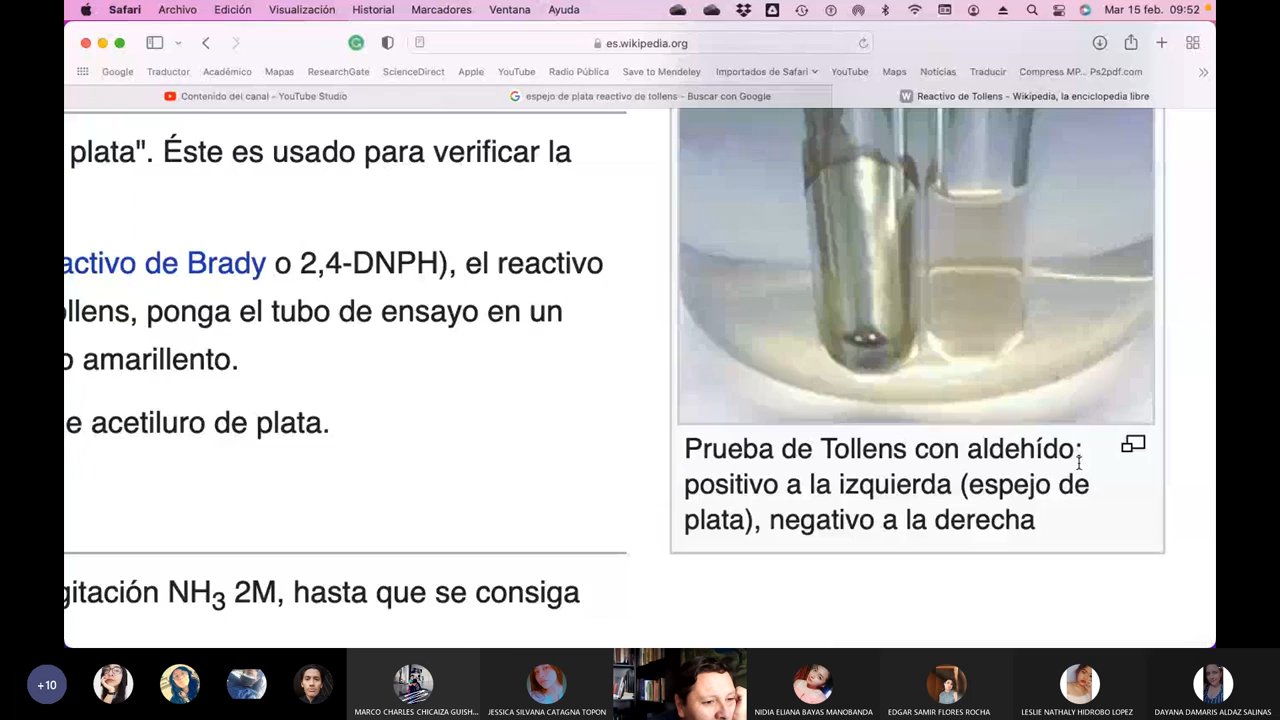 Safari Archivo Edición Visualización Historial Marcadores Ventana Ayuda Mar 15 feb. 09:52
es.wikipedia.org
Google Traductor Académico Mapas ResearchGate ScienceDirect Apple YouTube Radio Pública Save to Mendeley Importados de Safari YouTube Maps Noticias Traducir Compress MP... Ps2pdf.com
Contenido del canal - YouTube Studio espejo de plata reactivo de tollens - Buscar con Google W Reactivo de Tollens - Wikipedia, la enciclopedia libre
plata". Éste es usado para verificar la
activo de Brady o 2,4-DNPH), el reactivo
ollens, ponga el tubo de ensayo en un
o amarillento.
e acetiluro de plata.
Prueba de Tollens con aldehído:
positivo a la izquierda (espejo de
plata), negativo a la derecha
gitación NH₃ 2M, hasta que se consiga
+10
MARCO CHARLES CHICAIZA GUISH... JESSICA SILVANA CATAGNA TOPON NIDIA ELIANA BAYAS MANOBANDA EDGAR SAMIR FLORES ROCHA LESLIE NATHALY HIDROBO LOPEZ DAYANA DAMARIS ALDAZ SALINAS